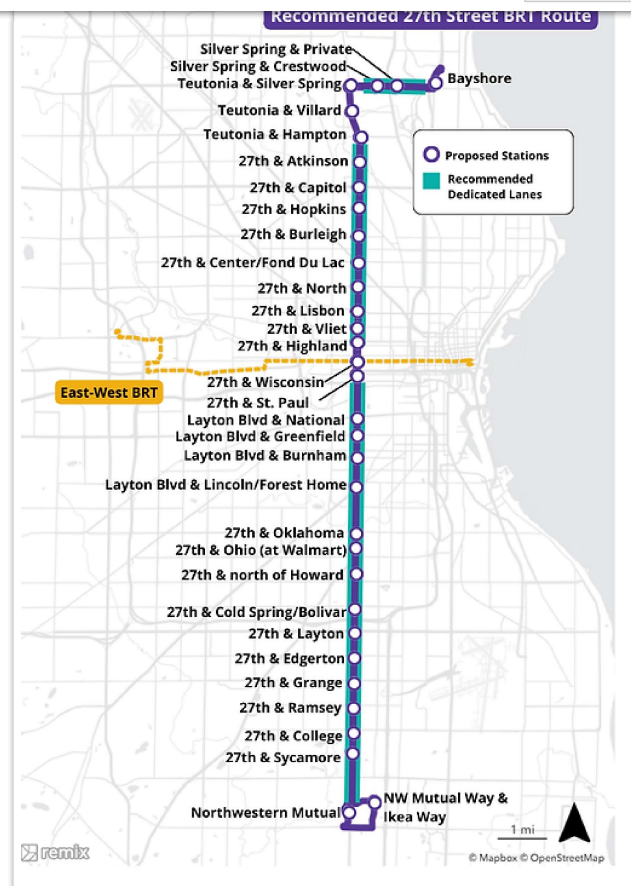 Recommended 27th Street BRT Route
Silver Spring & Private
Silver Spring & Crestwood
Teutonia & Silver Spring
Bayshore
Teutonia & Villard
Teutonia & Hampton
27th & Atkinson
Proposed Stations
27th & Capitol
Recommended
Dedicated Lanes
27th & Hopkins
27th & Burleigh
27th & Center/Fond Du Lac
27th & North
27th & Lisbon
27th & Vliet
27th & Highland
27th & Wisconsin
East-West BRT
27th & St. Paul
Layton Blvd & National
Layton Blvd & Greenfield
Layton Blvd & Burnham
Layton Blvd & Lincoln/Forest Home
27th & Oklahoma
27th & Ohio (at Walmart)
27th & north of Howard
27th & Cold Spring/Bolivar
27th & Layton
27th & Edgerton
27th & Grange
27th & Ramsey
27th & College
27th & Sycamore
NW Mutual Way &
Ikea Way
Northwestern Mutual
1 mi
remix
© Mapbox © OpenStreetMap